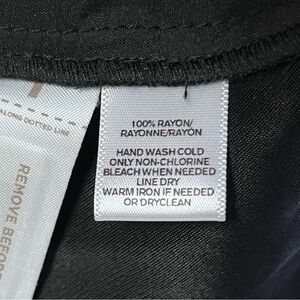 100% RAYON/
RAYONNE/RAYON
HAND WASH COLD
ONLY NON-CHLORINE
BLEACH WHEN NEEDED
LINE DRY
WARM IRON IF NEEDED
OR DRYCLEAN
ALONG DOTTED LINE
REMOVE